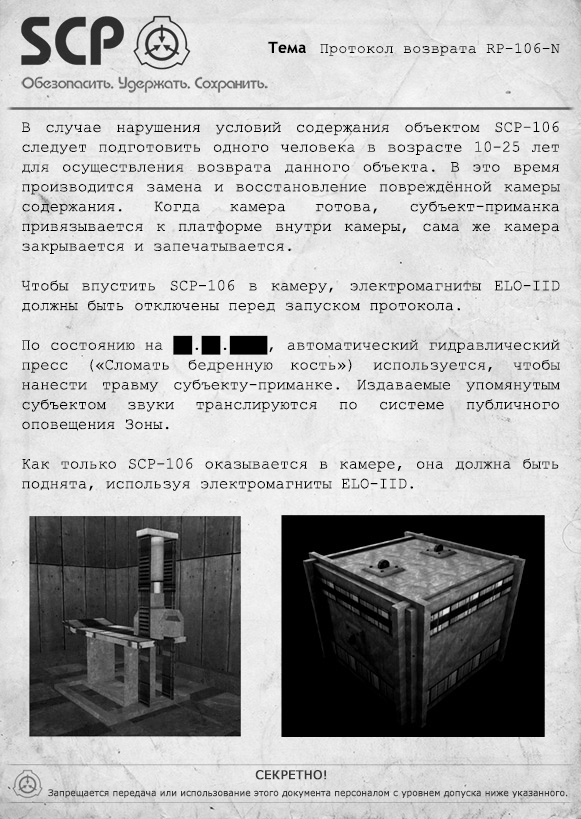 SCP
Тема Протокол возврата RP-106-N
Обезопасить. Удержать. Сохранить.
В случае нарушения условий содержания объектом SCP-106
следует подготовить одного человека в возрасте 10-25 лет
для осуществления возврата данного объекта. В это время
производится замена и восстановление повреждённой камеры
содержания. Когда камера готова, субъект-приманка
привязывается к платформе внутри камеры, сама же камера
закрывается и запечатывается.
Чтобы впустить SCP-106 в камеру, электромагниты ELO-IID
должны быть отключены перед запуском протокола.
По состоянию на ██.██.████, автоматический гидравлический
пресс («Сломать бедренную кость») используется, чтобы
нанести травму субъекту-приманке. Издаваемые упомянутым
субъектом звуки транслируются по системе публичного
оповещения Зоны.
Как только SCP-106 оказывается в камере, она должна быть
поднята, используя электромагниты ELO-IID.
СЕКРЕТНО!
Запрещается передача или использование этого документа персоналом с уровнем допуска ниже указанного.